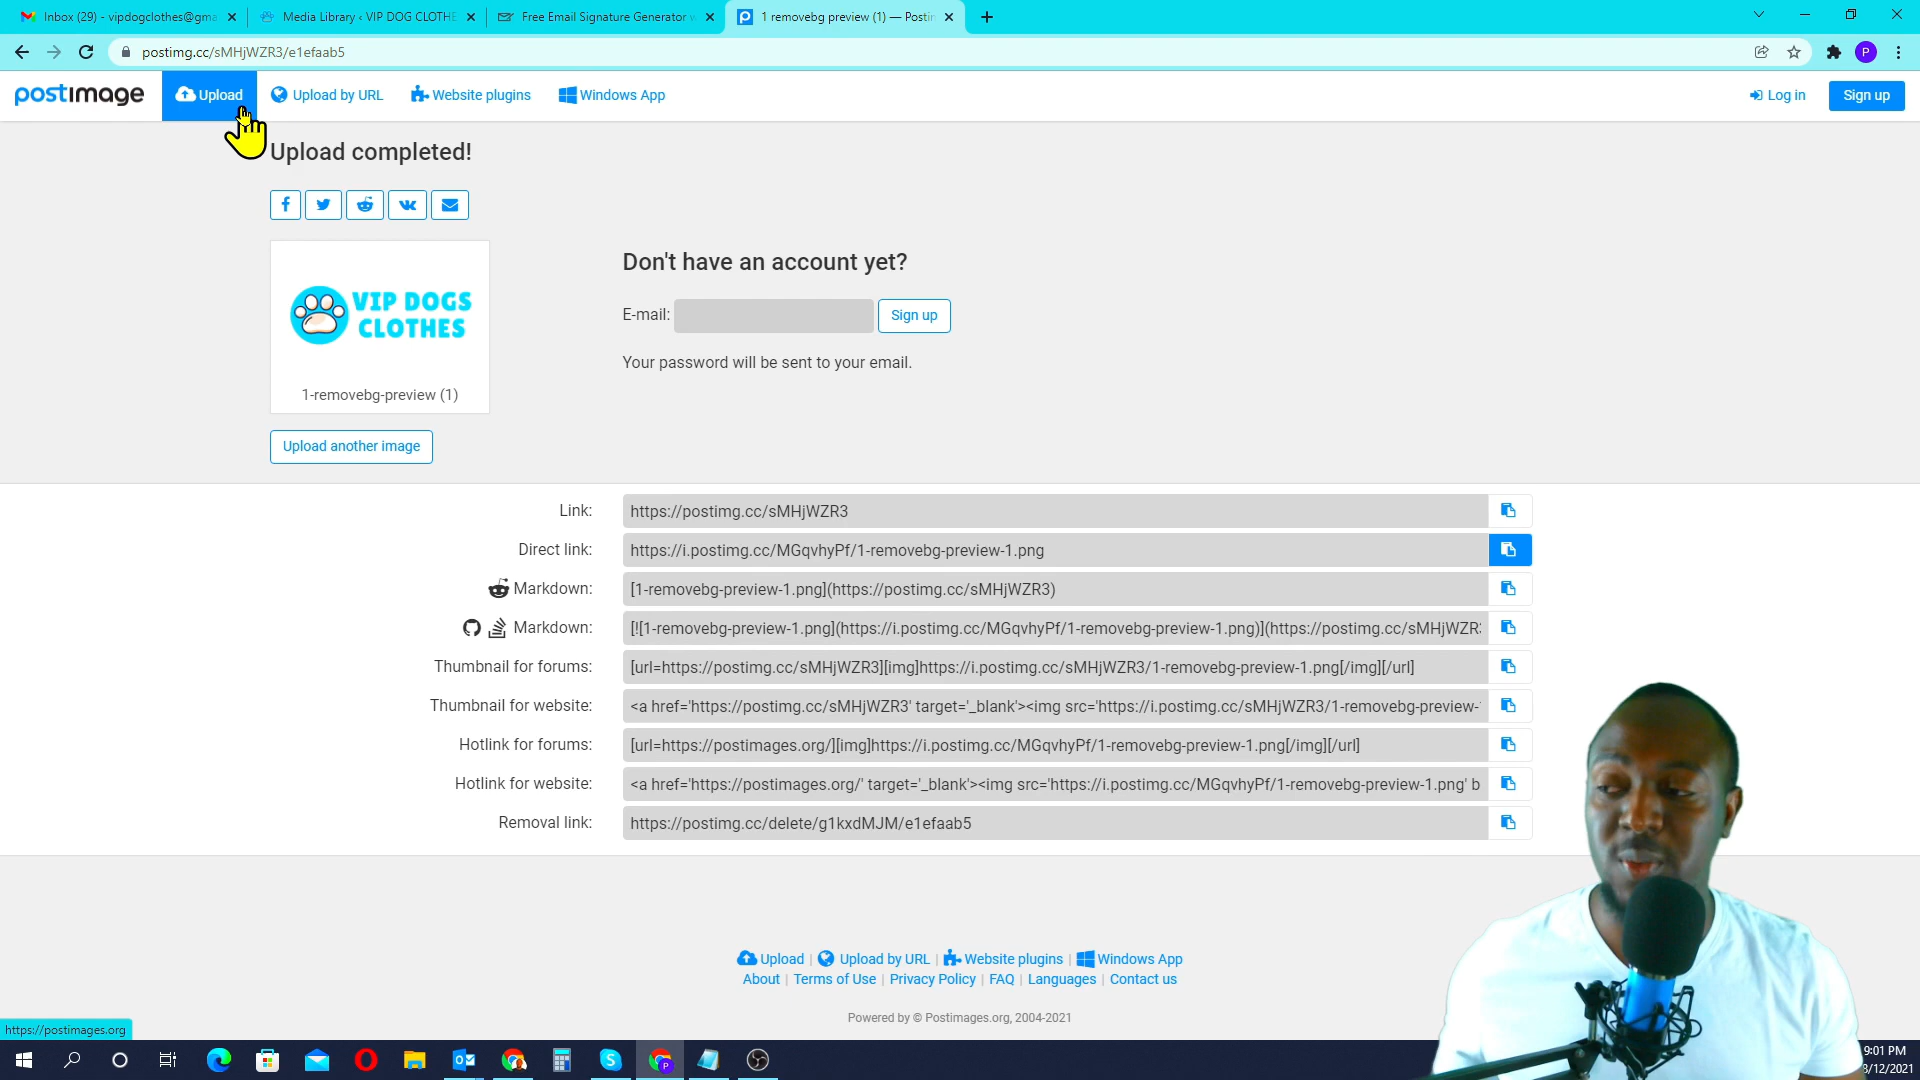 Inbox (29) - vipdogclothes@gma
Media Library ‹ VIP DOG CLOTHE
Free Email Signature Generator
1 removebg preview (1) — Postin
postimg.cc/sMHjWZR3/e1efaab5
P
postimage
Upload
Upload by URL
Website plugins
Windows App
Log in
Sign up
Upload completed!
VIP DOGS
CLOTHES
1-removebg-preview (1)
Don't have an account yet?
E-mail:
Sign up
Your password will be sent to your email.
Upload another image
Link: https://postimg.cc/sMHjWZR3
Direct link: https://i.postimg.cc/MGqvhyPf/1-removebg-preview-1.png
Markdown: [1-removebg-preview-1.png](https://postimg.cc/sMHjWZR3)
Markdown: [![1-removebg-preview-1.png](https://i.postimg.cc/MGqvhyPf/1-removebg-preview-1.png)](https://postimg.cc/sMHjWZR
Thumbnail for forums: [url=https://postimg.cc/sMHjWZR3][img]https://i.postimg.cc/sMHjWZR3/1-removebg-preview-1.png[/img][/url]
Thumbnail for website: <a href='https://postimg.cc/sMHjWZR3' target='_blank'><img src='https://i.postimg.cc/sMHjWZR3/1-removebg-preview-
Hotlink for forums: [url=https://postimages.org/][img]https://i.postimg.cc/MGqvhyPf/1-removebg-preview-1.png[/img][/url]
Hotlink for website: <a href='https://postimages.org/' target='_blank'><img src='https://i.postimg.cc/MGqvhyPf/1-removebg-preview-1.png' b
Removal link: https://postimg.cc/delete/g1kxdMJM/e1efaab5
Upload | Upload by URL | Website plugins | Windows App
About | Terms of Use | Privacy Policy | FAQ | Languages | Contact us
Powered by © Postimages.org, 2004-2021
https://postimages.org
9:01 PM
8/12/2021